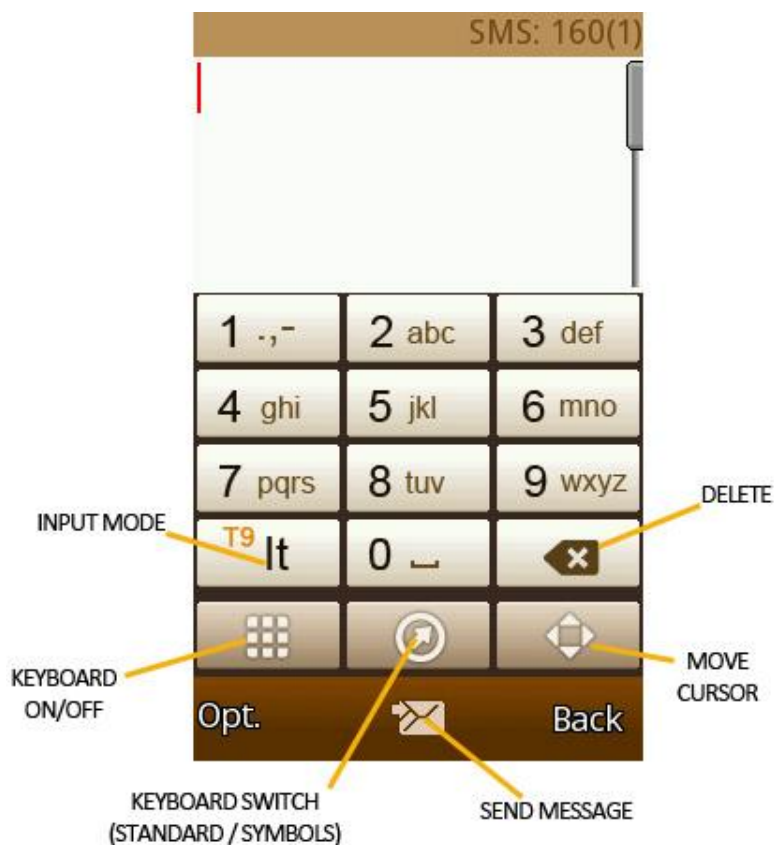 SMS: 160(1)
1 .,-
2 abc
3 def
4 ghi
5 jkl
6 mno
7 pqrs
8 tuv
9 wxyz
DELETE
INPUT MODE
T9 It
0
KEYBOARD
ON/OFF
MOVE
CURSOR
Opt.
Back
KEYBOARD SWITCH
(STANDARD / SYMBOLS)
SEND MESSAGE